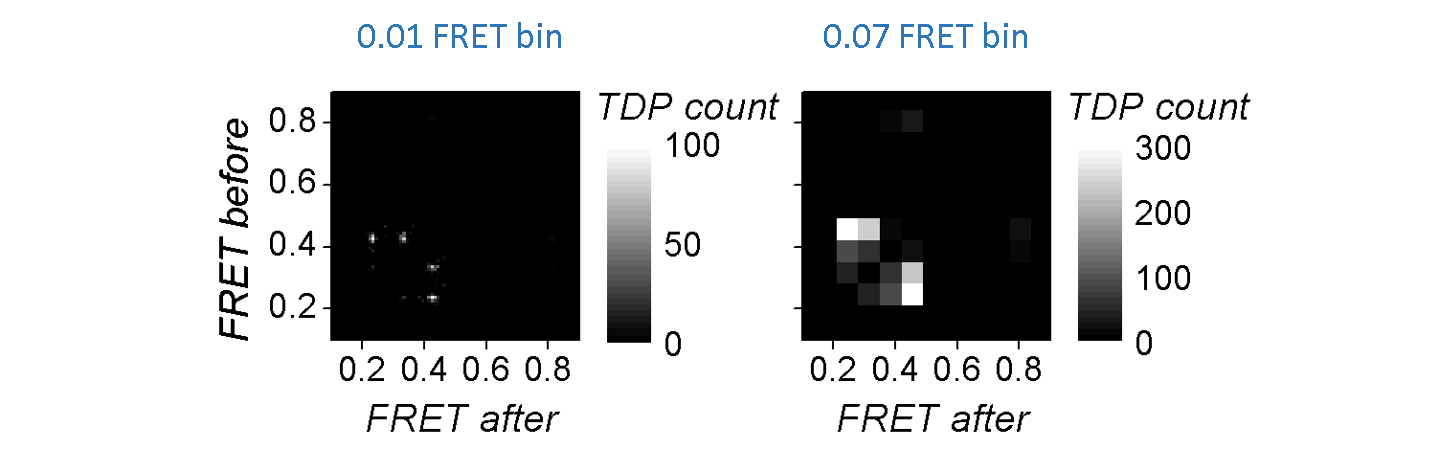 0.01 FRET bin
0.07 FRET bin
TDP count
FRET before
0.8
0.6
0.4
0.2
0.2 0.4 0.6 0.8
FRET after
100
50
0
TDP count
300
200
100
0
0.2 0.4 0.6 0.8
FRET after